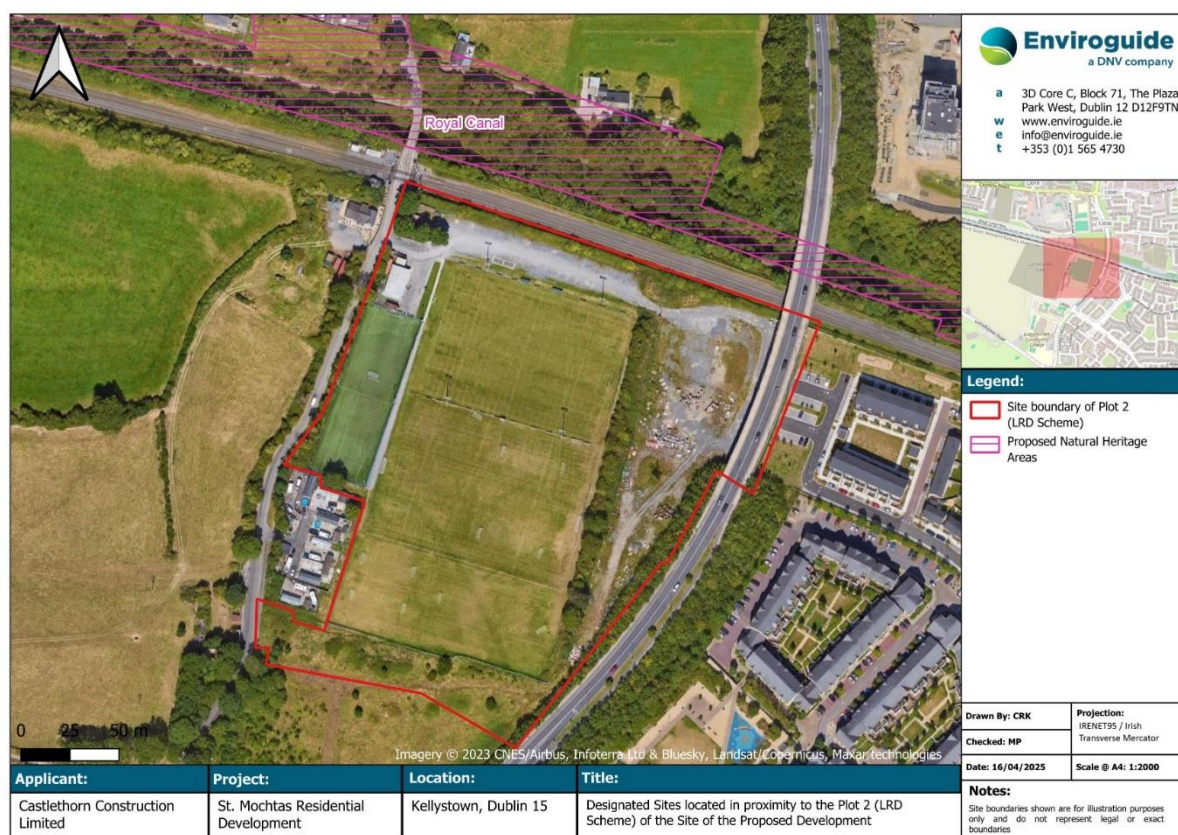 Royal Canal
0 25 50 m
Imagery © 2023 CNES/Airbus, Infoterra Ltd & Bluesky, Landsat/Copernicus, Maxar technologies
Enviroguide
a DNV company
a 3D Core C, Block 71, The Plaza
Park West, Dublin 12 D12F9TN
w www.enviroguide.ie
e info@enviroguide.ie
t +353 (0)1 565 4730
Legend:
Site boundary of Plot 2
(LRD Scheme)
Proposed Natural Heritage
Areas
Drawn By: CRK
Checked: MP
Projection:
IRENET95 / Irish
Transverse Mercator
Date: 16/04/2025
Scale @ A4: 1:2000
Notes:
Site boundaries shown are for illustration purposes
only and do not represent legal or exact
boundaries
Applicant:
Castlethorn Construction
Limited
Project:
St. Mochtas Residential
Development
Location:
Kellystown, Dublin 15
Title:
Designated Sites located in proximity to the Plot 2 (LRD
Scheme) of the Site of the Proposed Development